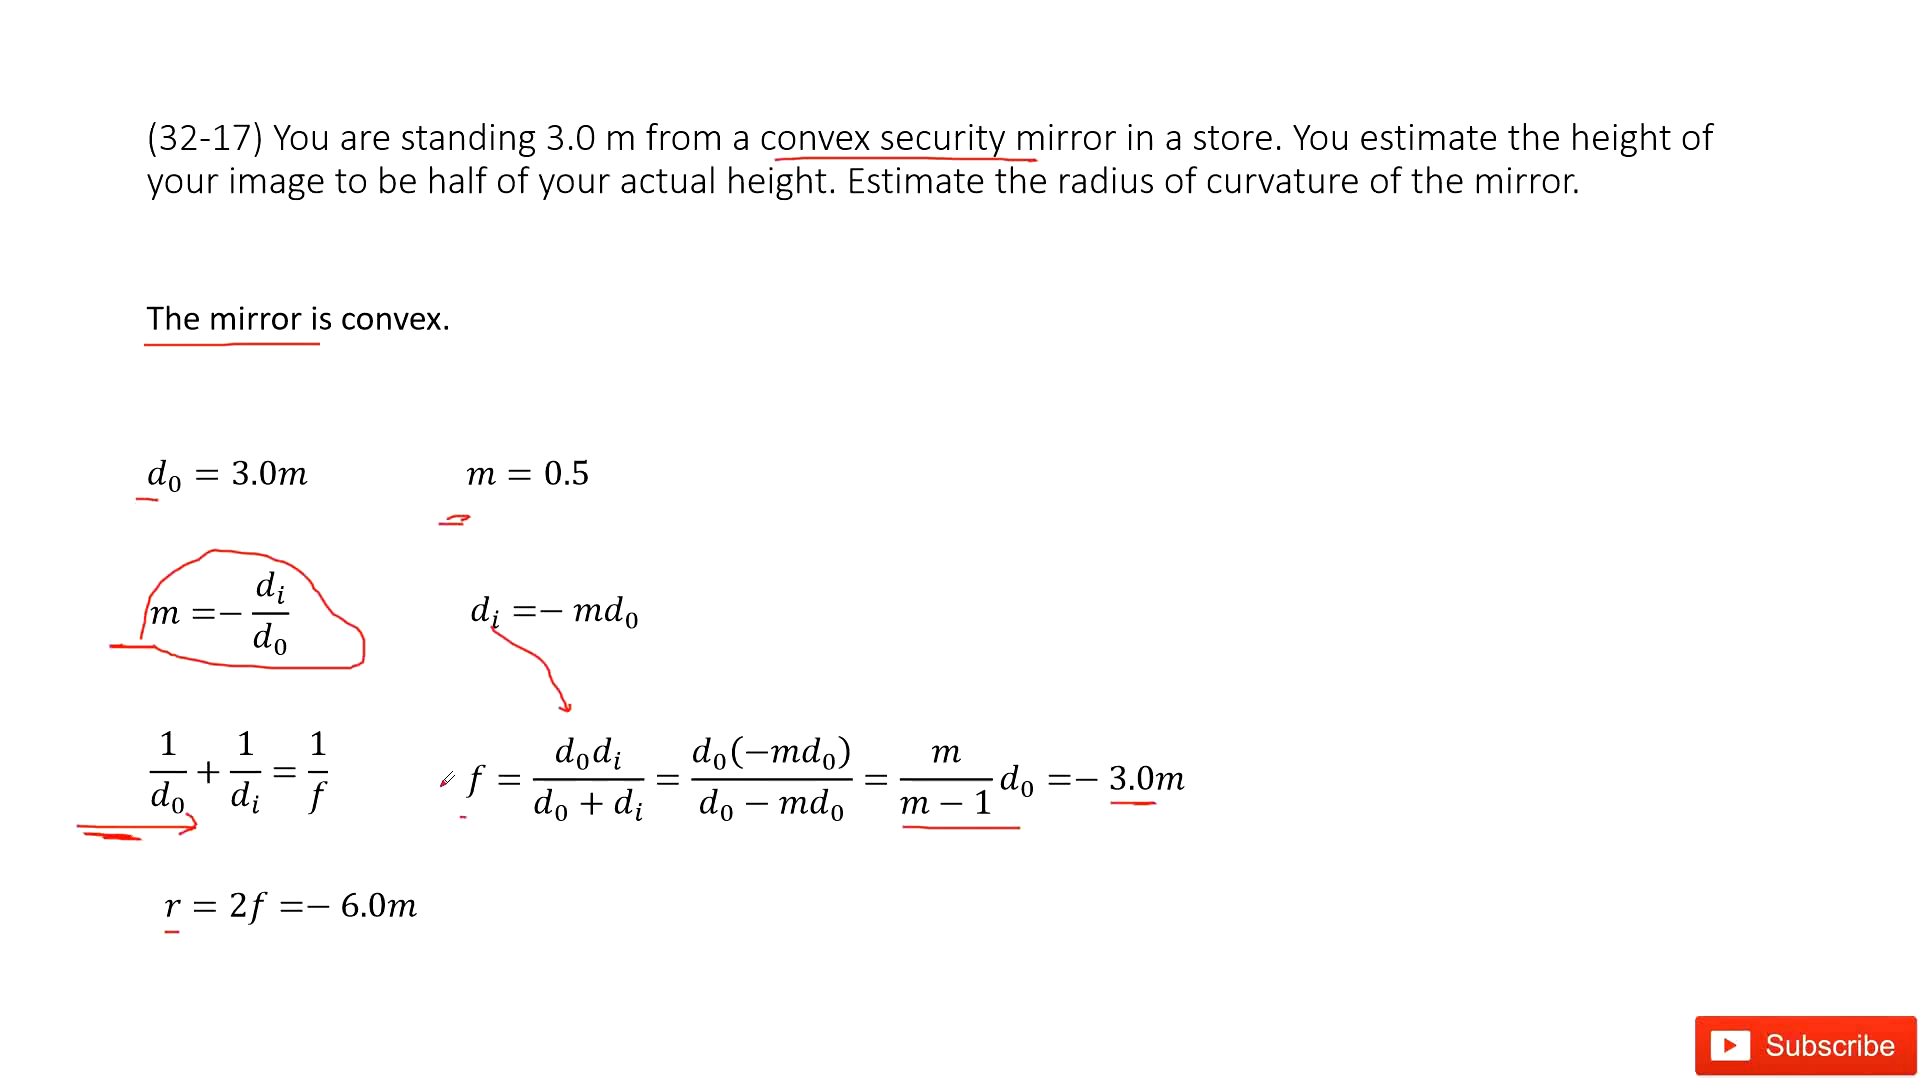 (32-17) You are standing 3.0 m from a convex security mirror in a store. You estimate the height of
your image to be half of your actual height. Estimate the radius of curvature of the mirror.
The mirror is convex.
d₀ = 3.0m
m = 0.5
m =− dᵢ/d₀
dᵢ =− md₀
1/d₀ + 1/dᵢ = 1/f
f = d₀dᵢ/(d₀ + dᵢ) = d₀(−md₀)/(d₀ − md₀) = m/(m − 1) d₀ =− 3.0m
r = 2f =− 6.0m
Subscribe